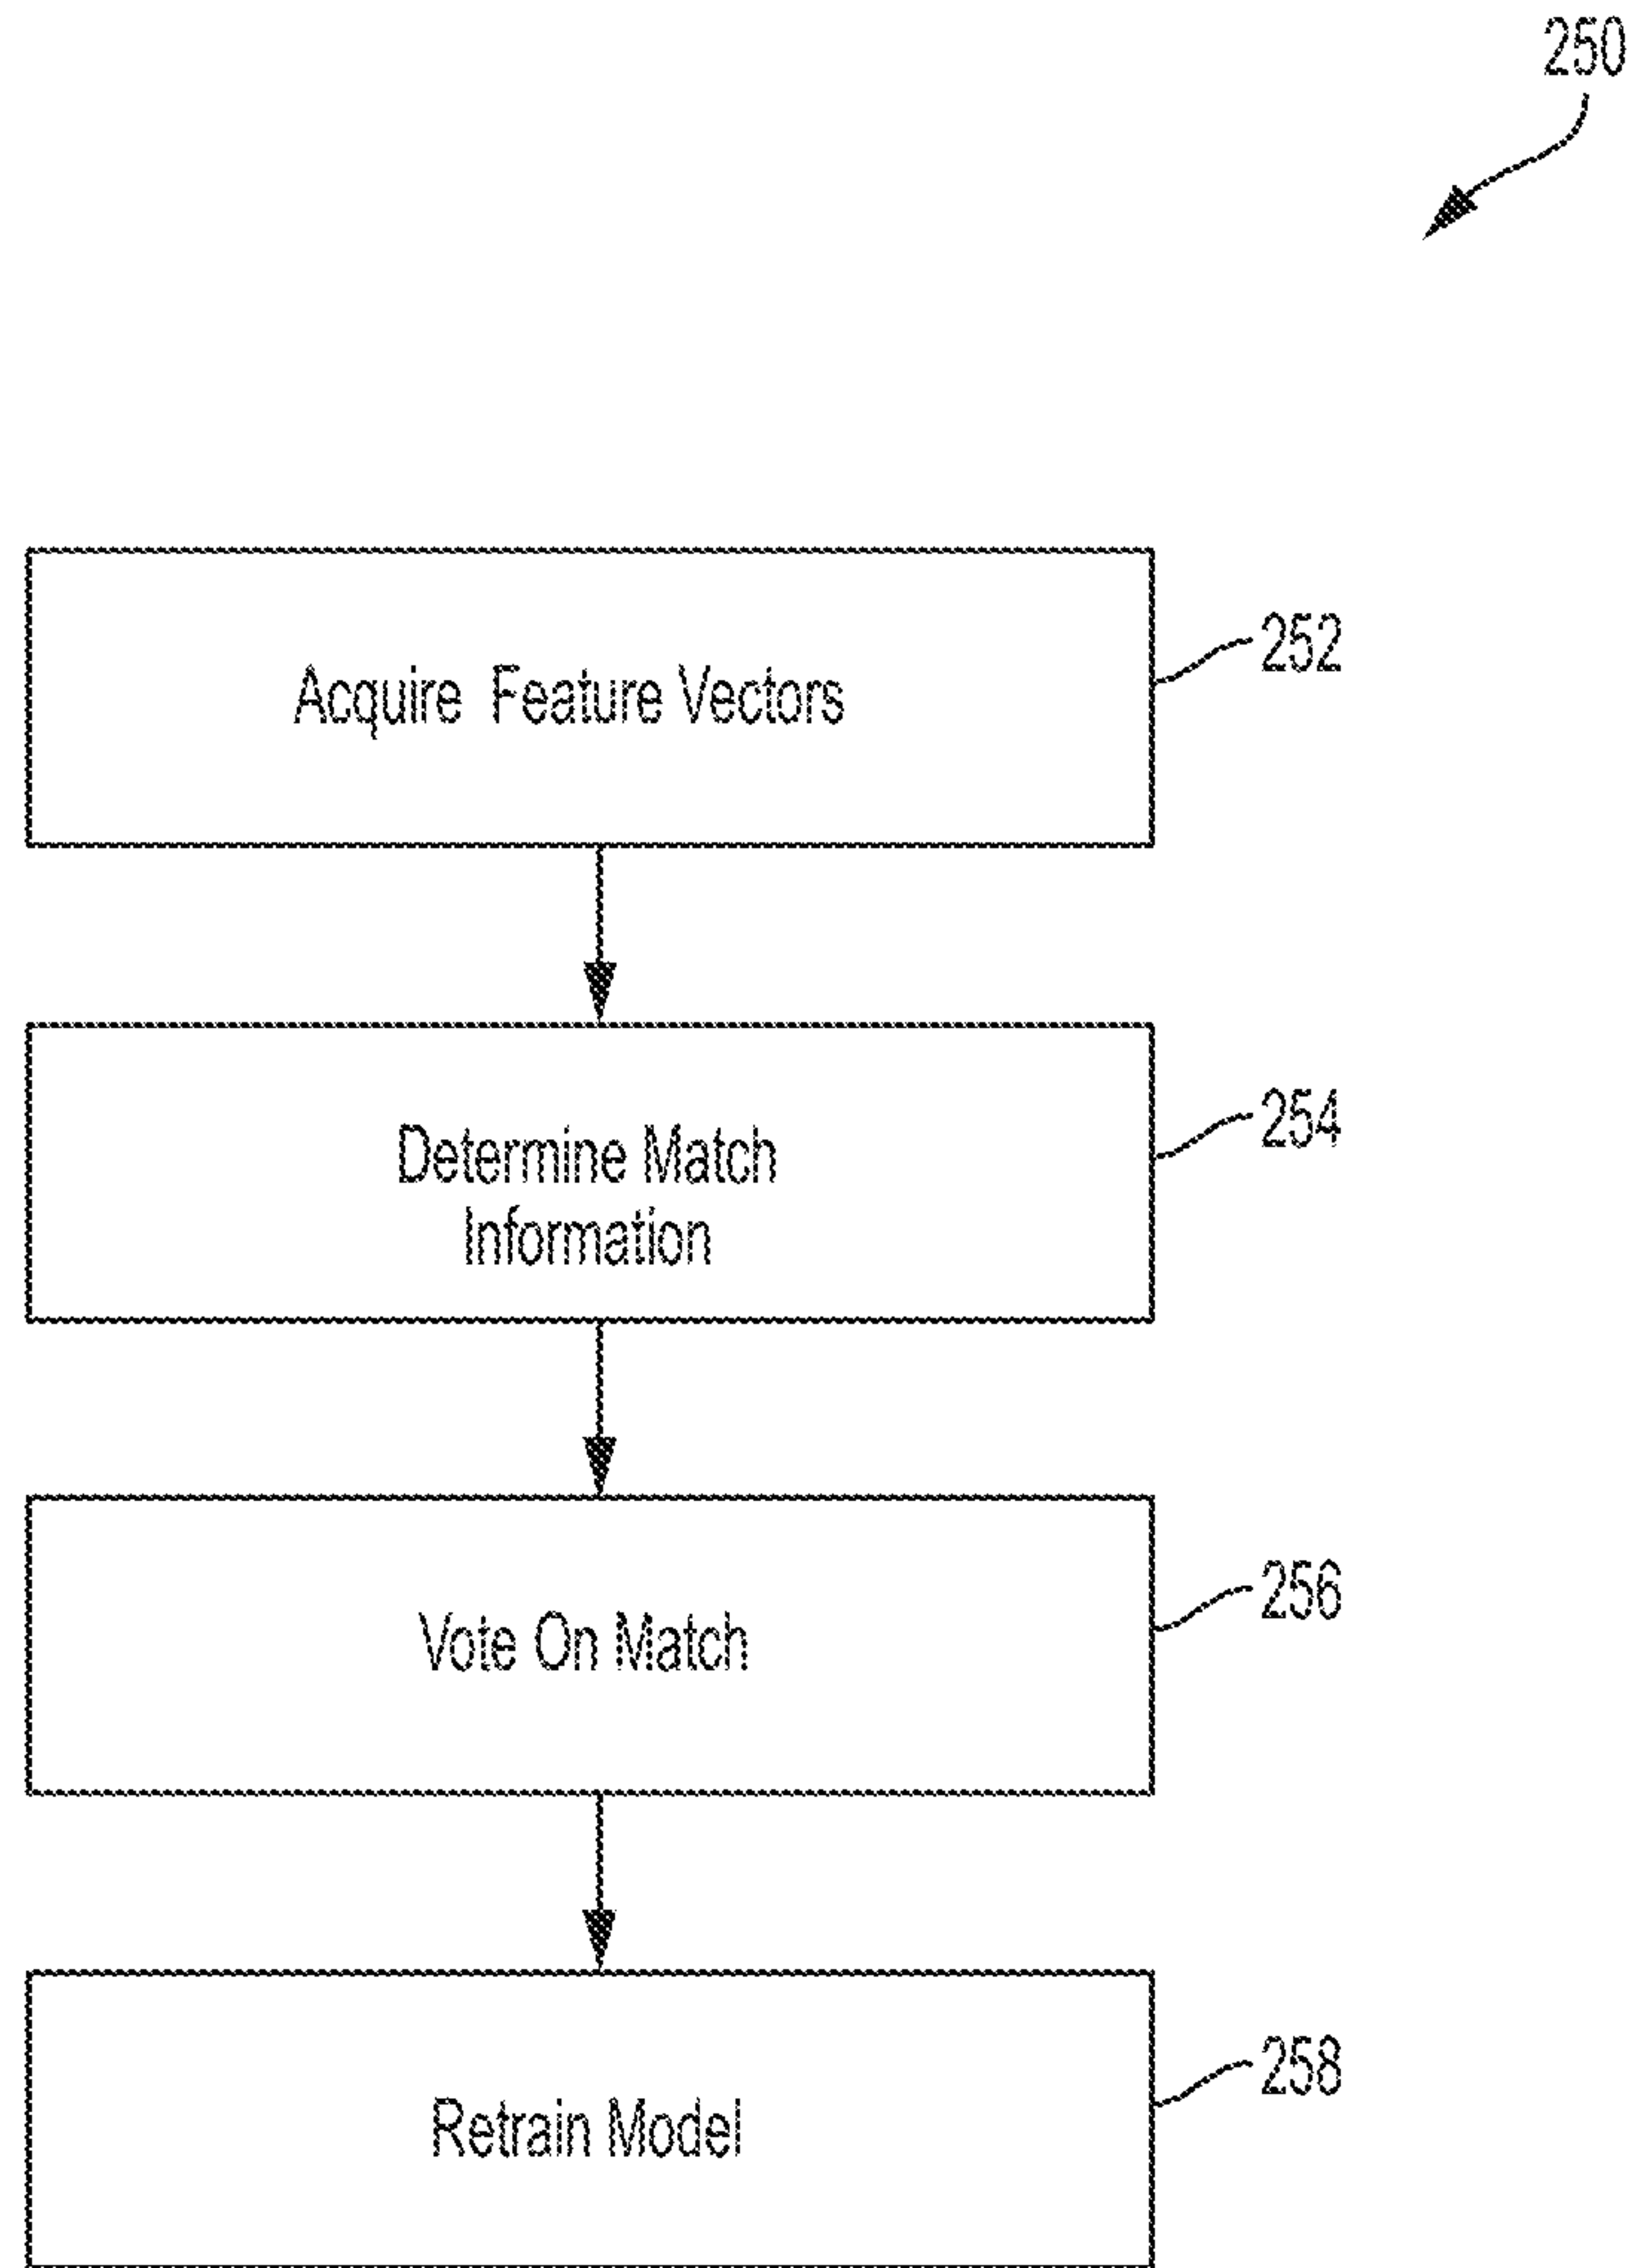 250
Acquire Feature Vectors
252
Determine Match
Information
254
Vote On Match
256
Retrain Model
258